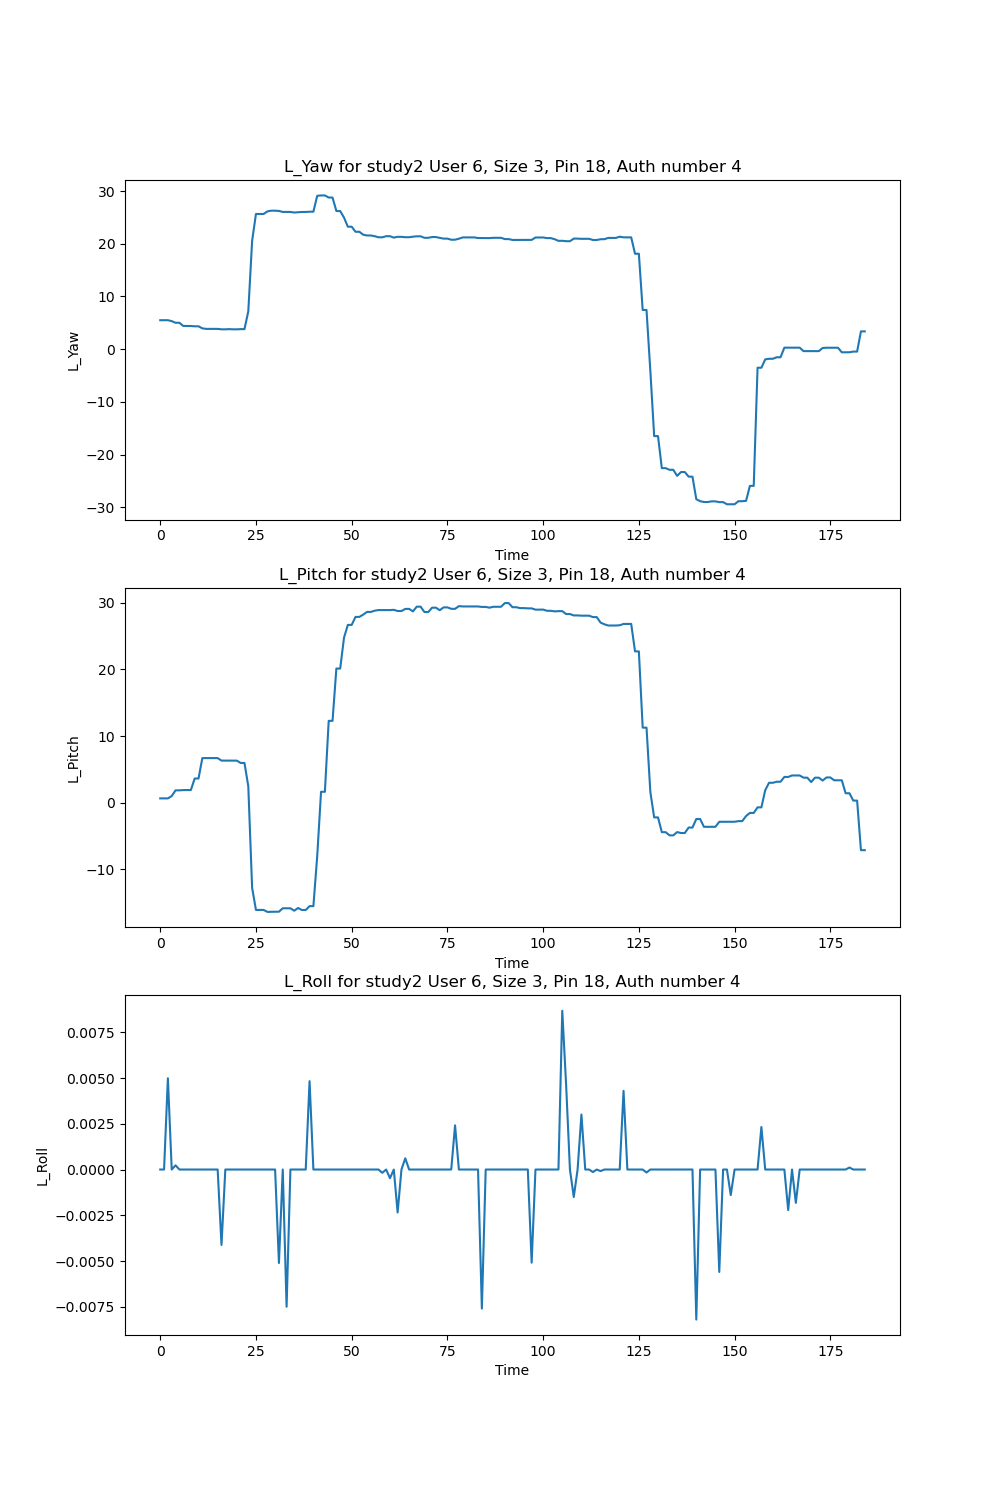 L_Yaw for study2 User 6, Size 3, Pin 18, Auth number 4
30
20
10
0
−10
−20
−30
L_Yaw
0 25 50 75 100 125 150 175
Time
L_Pitch for study2 User 6, Size 3, Pin 18, Auth number 4
30
20
10
0
−10
L_Pitch
0 25 50 75 100 125 150 175
Time
L_Roll for study2 User 6, Size 3, Pin 18, Auth number 4
0.0075
0.0050
0.0025
0.0000
−0.0025
−0.0050
−0.0075
L_Roll
0 25 50 75 100 125 150 175
Time